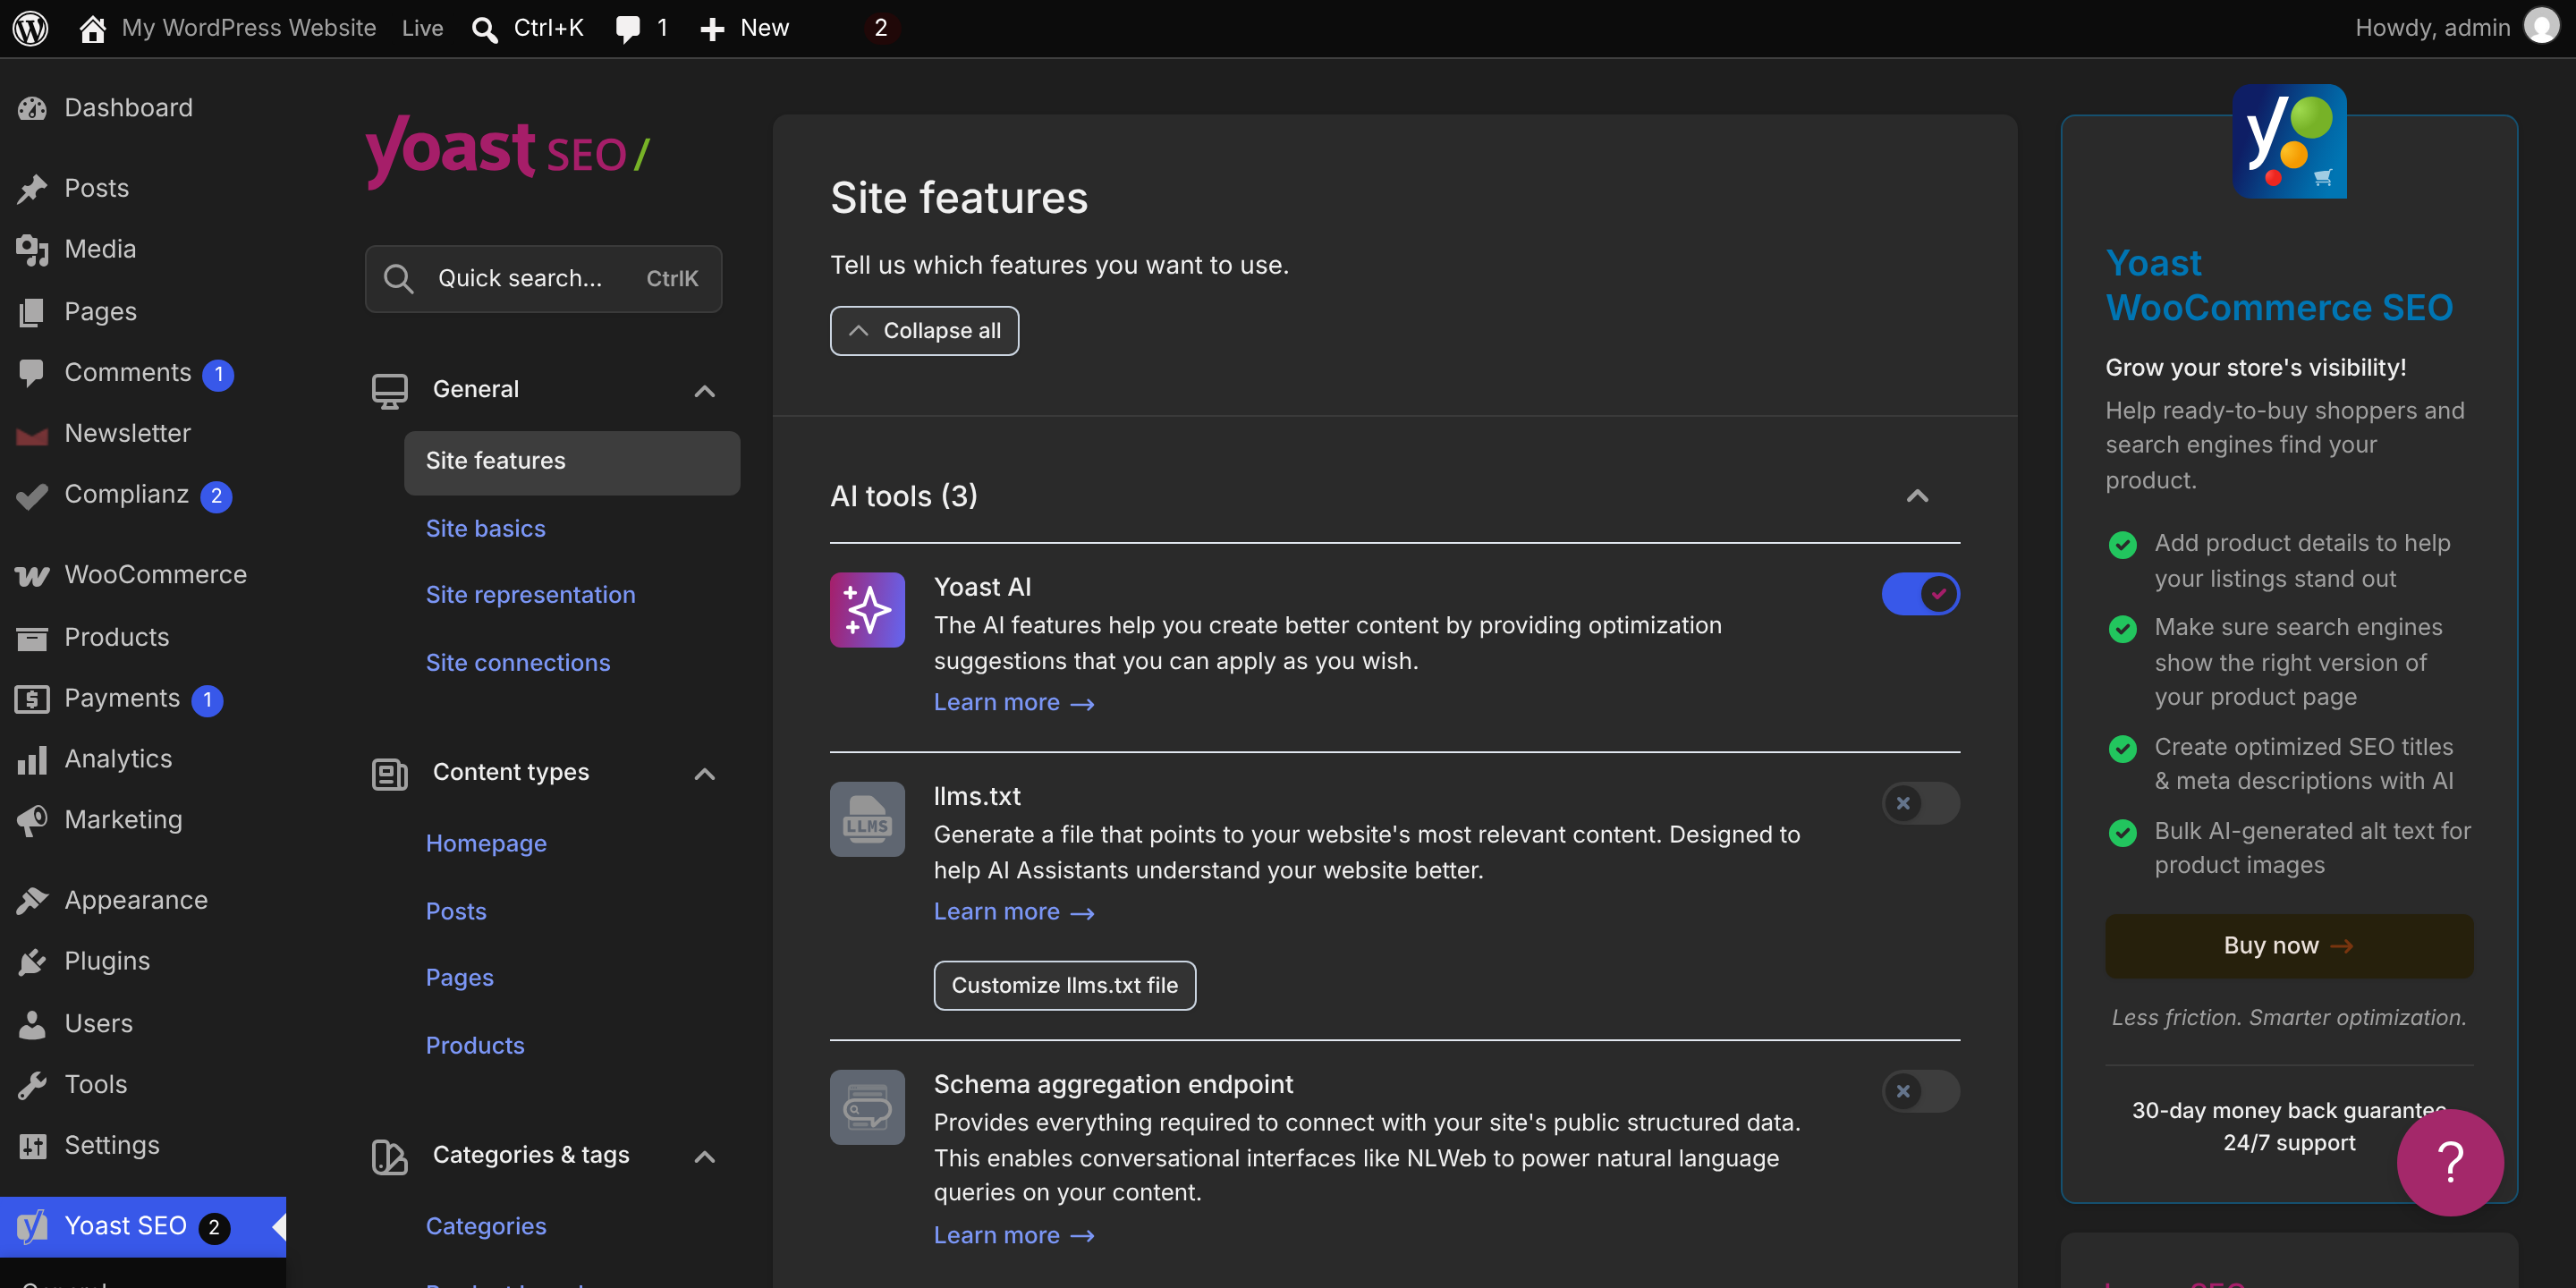 My WordPress Website
Live
Ctrl+K
1
New
2
Howdy, admin
Dashboard
Posts
Media
Pages
Comments 1
Newsletter
Complianz 2
WooCommerce
Products
Payments 1
Analytics
Marketing
Appearance
Plugins
Users
Tools
Settings
Yoast SEO 2
yoast SEO/
Quick search... CtrlK
General
Site features
Site basics
Site representation
Site connections
Content types
Homepage
Posts
Pages
Products
Categories & tags
Categories
Site features
Tell us which features you want to use.
Collapse all
AI tools (3)
Yoast AI
The AI features help you create better content by providing optimization
suggestions that you can apply as you wish.
Learn more →
LLMS
llms.txt
Generate a file that points to your website's most relevant content. Designed to
help AI Assistants understand your website better.
Learn more →
Customize llms.txt file
Schema aggregation endpoint
Provides everything required to connect with your site's public structured data.
This enables conversational interfaces like NLWeb to power natural language
queries on your content.
Learn more →
y
Yoast
WooCommerce SEO
Grow your store's visibility!
Help ready-to-buy shoppers and
search engines find your
product.
Add product details to help
your listings stand out
Make sure search engines
show the right version of
your product page
Create optimized SEO titles
& meta descriptions with AI
Bulk AI-generated alt text for
product images
Buy now →
Less friction. Smarter optimization.
30-day money back guarantee
24/7 support
?